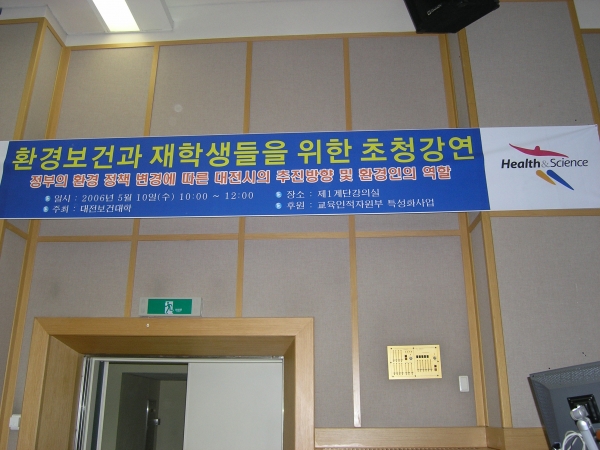 환경보건과 재학생들을 위한 초청강연
정부의 환경 정책 변경에 따른 대전시의 추진방향 및 환경인의 역할
일시 : 2006년 5월 10일(수) 10:00 ~ 12:00
장소 : 제1계단강의실
주최 : 대전보건대학
후원 : 교육인적자원부 특성화사업
Health&Science